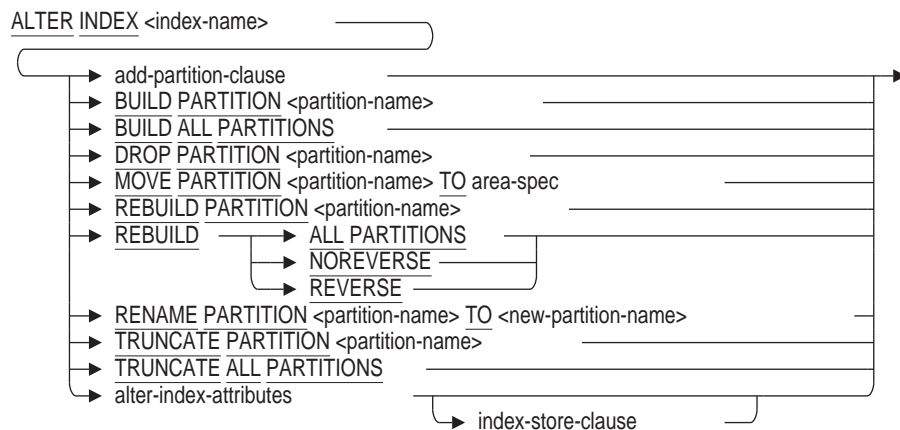 ALTER INDEX <index-name>
add-partition-clause
BUILD PARTITION <partition-name>
BUILD ALL PARTITIONS
DROP PARTITION <partition-name>
MOVE PARTITION <partition-name> TO area-spec
REBUILD PARTITION <partition-name>
REBUILD ALL PARTITIONS
NOREVERSE
REVERSE
RENAME PARTITION <partition-name> TO <new-partition-name>
TRUNCATE PARTITION <partition-name>
TRUNCATE ALL PARTITIONS
alter-index-attributes
index-store-clause